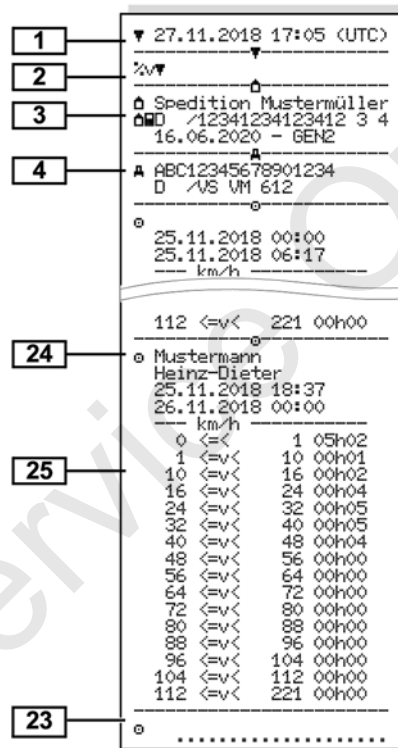 1
▼ 27.11.2018 17:05 (UTC)
2
%v▼
3
Spedition Mustermüller
D /12341234123412 3 4
16.06.2020 - GEN2
4
A ABC12345678901234
D /VS VM 612
25.11.2018 00:00
25.11.2018 06:17
--- km/h ---
112 <=v< 221 00h00
24
Mustermann
Heinz-Dieter
25.11.2018 18:37
26.11.2018 00:00
--- km/h ---
0 <=< 1 05h02
1 <=v< 10 00h01
25
10 <=v< 16 00h02
16 <=v< 24 00h04
24 <=v< 32 00h05
32 <=v< 40 00h05
40 <=v< 48 00h04
48 <=v< 56 00h00
56 <=v< 64 00h00
64 <=v< 72 00h00
72 <=v< 80 00h00
80 <=v< 88 00h00
88 <=v< 96 00h00
96 <=v< 104 00h00
104 <=v< 112 00h00
112 <=v< 221 00h00
23
.....................